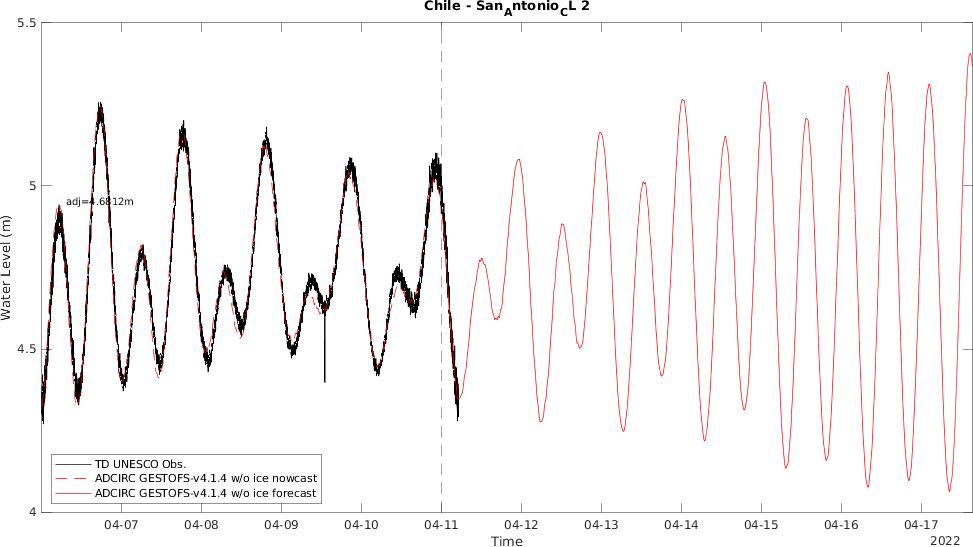 Chile - SanAntonioCL 2
5.5
5
4.5
4
Water Level (m)
adj=4.6812m
TD UNESCO Obs.
ADCIRC GESTOFS-v4.1.4 w/o ice nowcast
ADCIRC GESTOFS-v4.1.4 w/o ice forecast
04-07 04-08 04-09 04-10 04-11 04-12 04-13 04-14 04-15 04-16 04-17
Time
2022